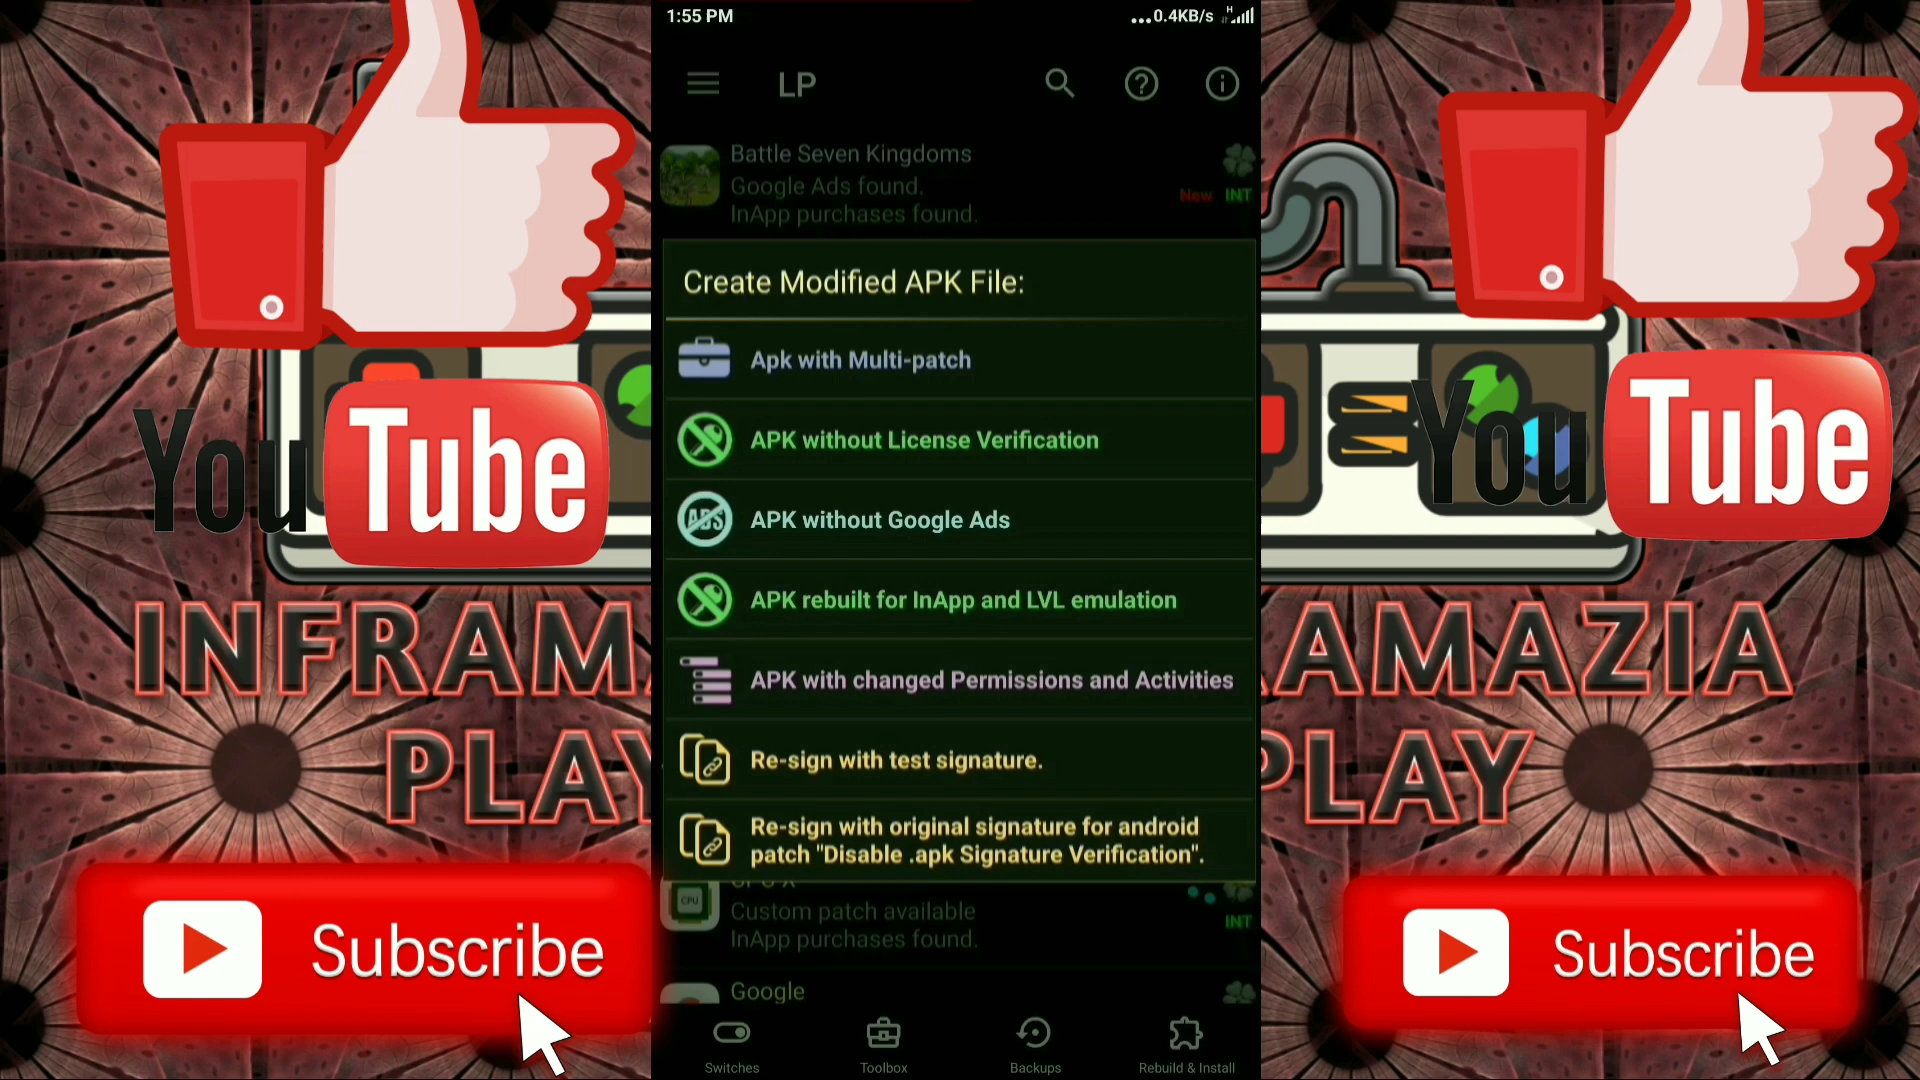 1:55 PM
...0.4KB/s H
LP
Battle Seven Kingdoms
Google Ads found.
New INT
InApp purchases found.
Create Modified APK File:
Apk with Multi-patch
APK without License Verification
ADS
APK without Google Ads
APK rebuilt for InApp and LVL emulation
APK with changed Permissions and Activities
Re-sign with test signature.
Re-sign with original signature for android
patch "Disable .apk Signature Verification".
CPU
Custom patch available
INT
InApp purchases found.
Google
Switches
Toolbox
Backups
Rebuild & Install
YouTube
INFRAM
PLAY
Subscribe
YouTube
AMAZIA
PLAY
Subscribe